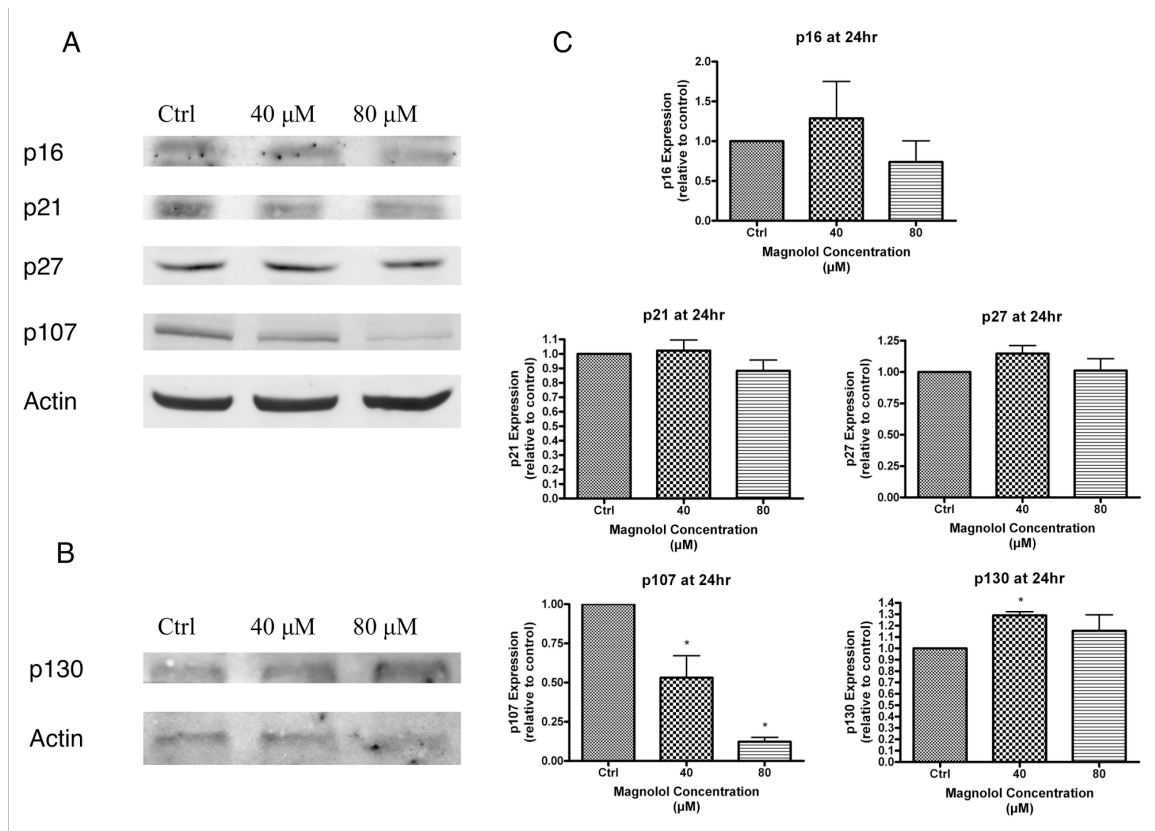 A
Ctrl 40 µM 80 µM
p16
p21
p27
p107
Actin
B
Ctrl 40 µM 80 µM
p130
Actin
C
p16 at 24hr
p16 Expression
(relative to control)
2.0
1.5
1.0
0.5
0.0
Ctrl 40 80
Magnolol Concentration
(µM)
p21 at 24hr
p21 Expression
(relative to control)
1.1
1.0
0.9
0.8
0.7
0.6
0.5
0.4
0.3
0.2
0.1
0.0
Ctrl 40 80
Magnolol Concentration
(µM)
p27 at 24hr
p27 Expression
(relative to control)
1.25
1.00
0.75
0.50
0.25
0.00
Ctrl 40 80
Magnolol Concentration
(µM)
p107 at 24hr
p107 Expression
(relative to control)
1.00
0.75
0.50
0.25
0.00
*
*
Ctrl 40 80
Magnolol Concentration
(µM)
p130 at 24hr
p130 Expression
(relative to control)
1.4
1.3
1.2
1.1
1.0
0.9
0.8
0.7
0.6
0.5
0.4
0.3
0.2
0.1
0.0
*
Ctrl 40 80
Magnolol Concentration
(µM)